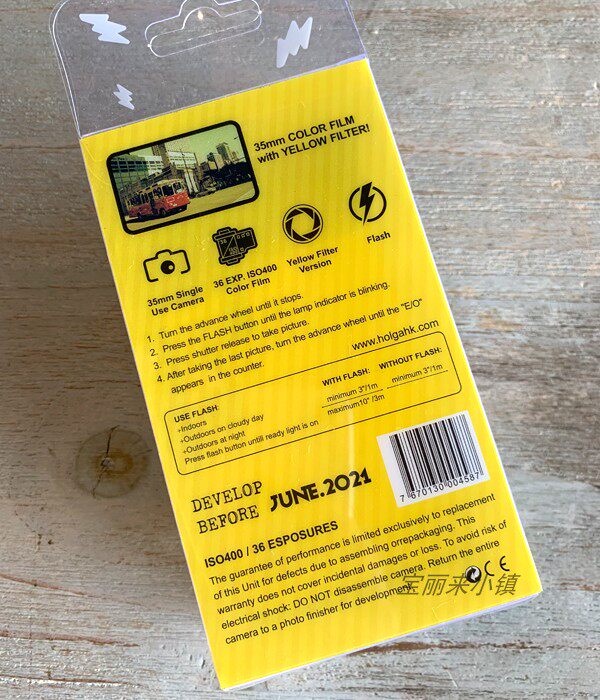 35mm COLOR FILM
with YELLOW FILTER!
35mm Single
Use Camera
36 EXP. ISO400
Color Film
Yellow Filter
Version
Flash
1. Turn the advance wheel until it stops.
2. Press the FLASH button until the lamp indicator is blinking.
3. Press shutter release to take picture.
4. After taking the last picture, turn the advance wheel until the "E/O"
appears in the counter.
www.holgahk.com
USE FLASH:
+Indoors
+Outdoors on cloudy day
+Outdoors at night
Press flash button untill ready light is on
WITH FLASH:
minimum 3"/1m
maximum10" /3m
WITHOUT FLASH:
minimum 3"/1m
7 670130 004587
DEVELOP
BEFORE
JUNE.2021
ISO400 / 36 ESPOSURES
The guarantee of performance is limited exclusively to replacement
of this Unit for defects due to assembling orrepackaging. This
warranty does not cover incidental damages or loss. To avoid risk of
electrical shock: DO NOT disassemble camera. Return the entire
camera to a photo finisher for development.
CE
宝丽来小镇